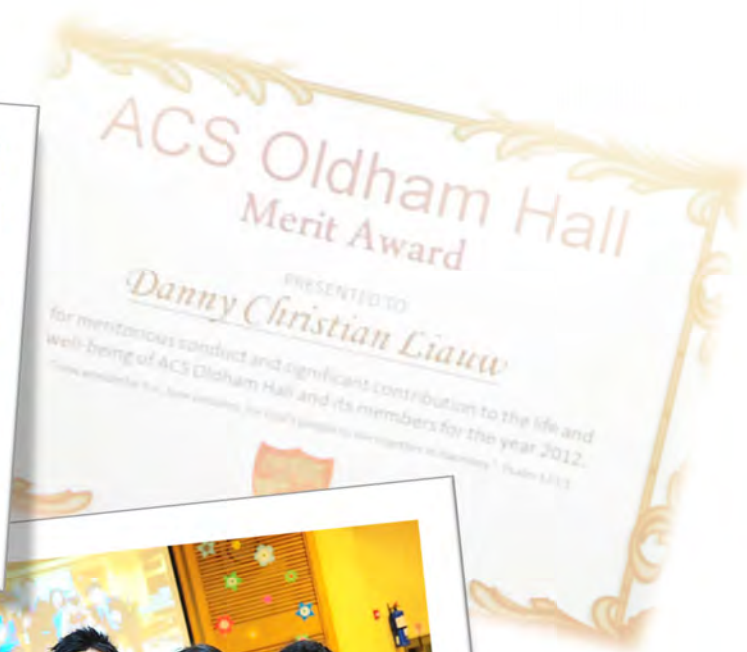 ACS Oldham Hall
Merit Award
PRESENTED TO
Danny Christian Liauw
for meritorious conduct and significant contribution to the life and
well-being of ACS Oldham Hall and its members for the year 2012.